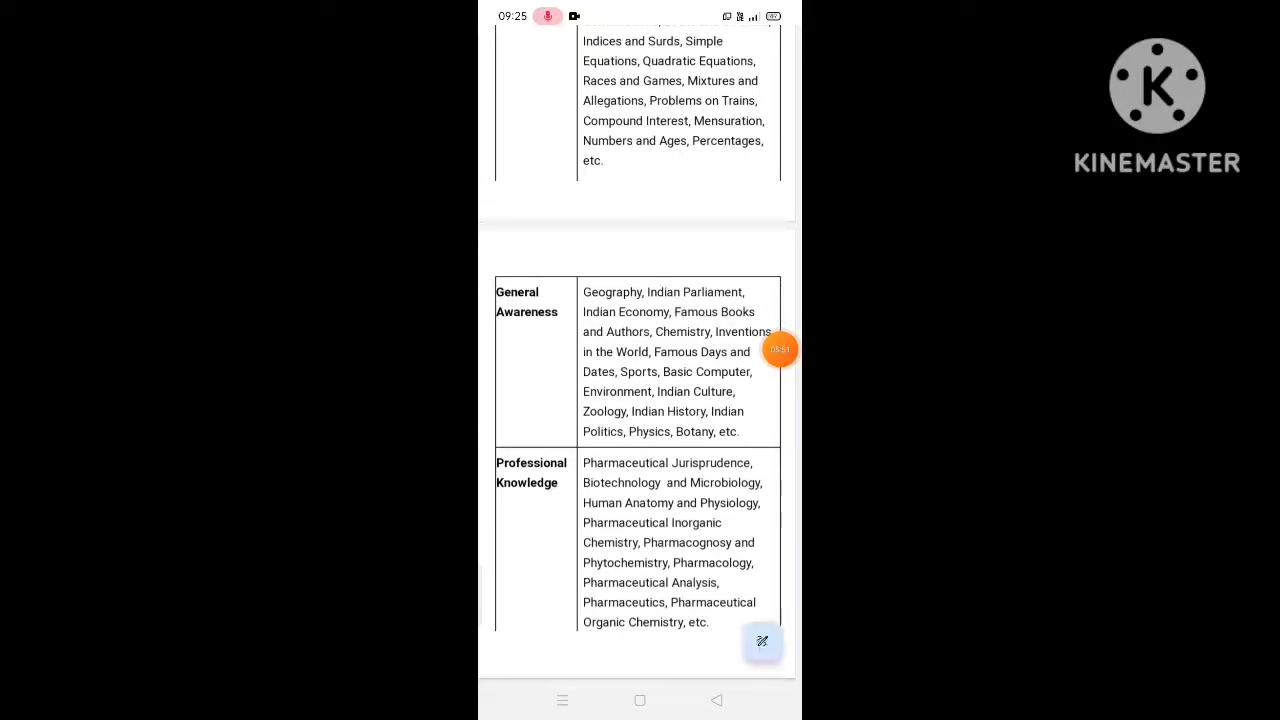 09:25
Indices and Surds, Simple
Equations, Quadratic Equations,
Races and Games, Mixtures and
Allegations, Problems on Trains,
Compound Interest, Mensuration,
Numbers and Ages, Percentages,
etc.
K
KINEMASTER
General
Awareness
Geography, Indian Parliament,
Indian Economy, Famous Books
and Authors, Chemistry, Inventions
in the World, Famous Days and
Dates, Sports, Basic Computer,
Environment, Indian Culture,
Zoology, Indian History, Indian
Politics, Physics, Botany, etc.
05:51
Professional
Knowledge
Pharmaceutical Jurisprudence,
Biotechnology and Microbiology,
Human Anatomy and Physiology,
Pharmaceutical Inorganic
Chemistry, Pharmacognosy and
Phytochemistry, Pharmacology,
Pharmaceutical Analysis,
Pharmaceutics, Pharmaceutical
Organic Chemistry, etc.